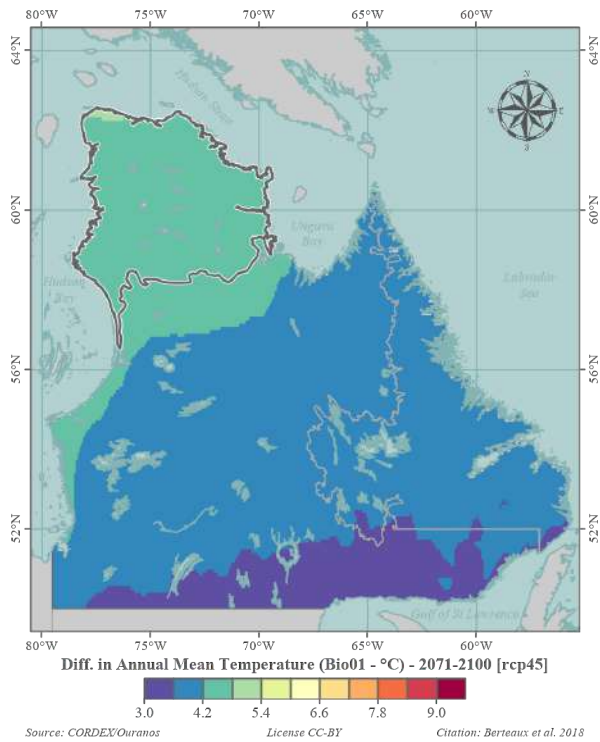 80°W 75°W 70°W 65°W 60°W
64°N 64°N
N
W E
S
Hudson Strait
60°N 60°N
Ungava
Bay
Hudson
Bay
Labrador
Sea
56°N 56°N
52°N 52°N
Gulf of St Lawrence
80°W 75°W 70°W 65°W 60°W
Diff. in Annual Mean Temperature (Bio01 - °C) - 2071-2100 [rcp45]
3.0 4.2 5.4 6.6 7.8 9.0
Source: CORDEX/Ouranos License CC-BY Citation: Berteaux et al. 2018